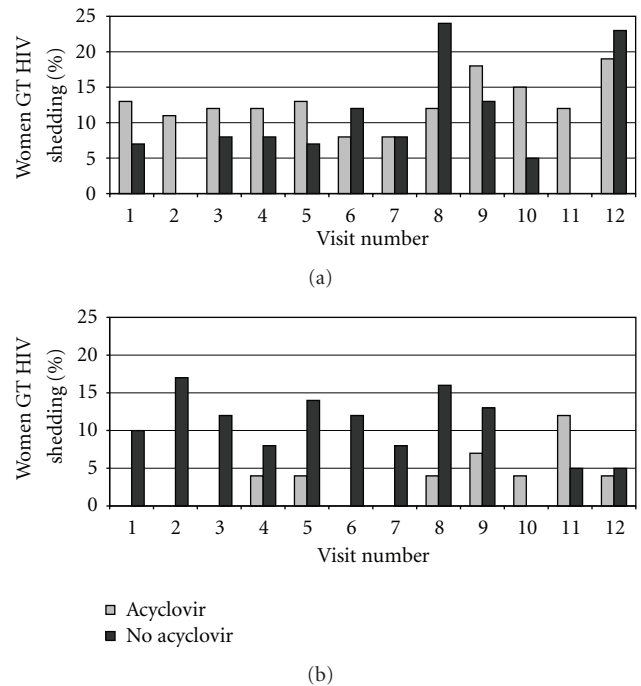 Women GT HIV
shedding (%)
25
20
15
10
5
0
1 2 3 4 5 6 7 8 9 10 11 12
Visit number
(a)
Women GT HIV
shedding (%)
25
20
15
10
5
0
1 2 3 4 5 6 7 8 9 10 11 12
Visit number
Acyclovir
No acyclovir
(b)